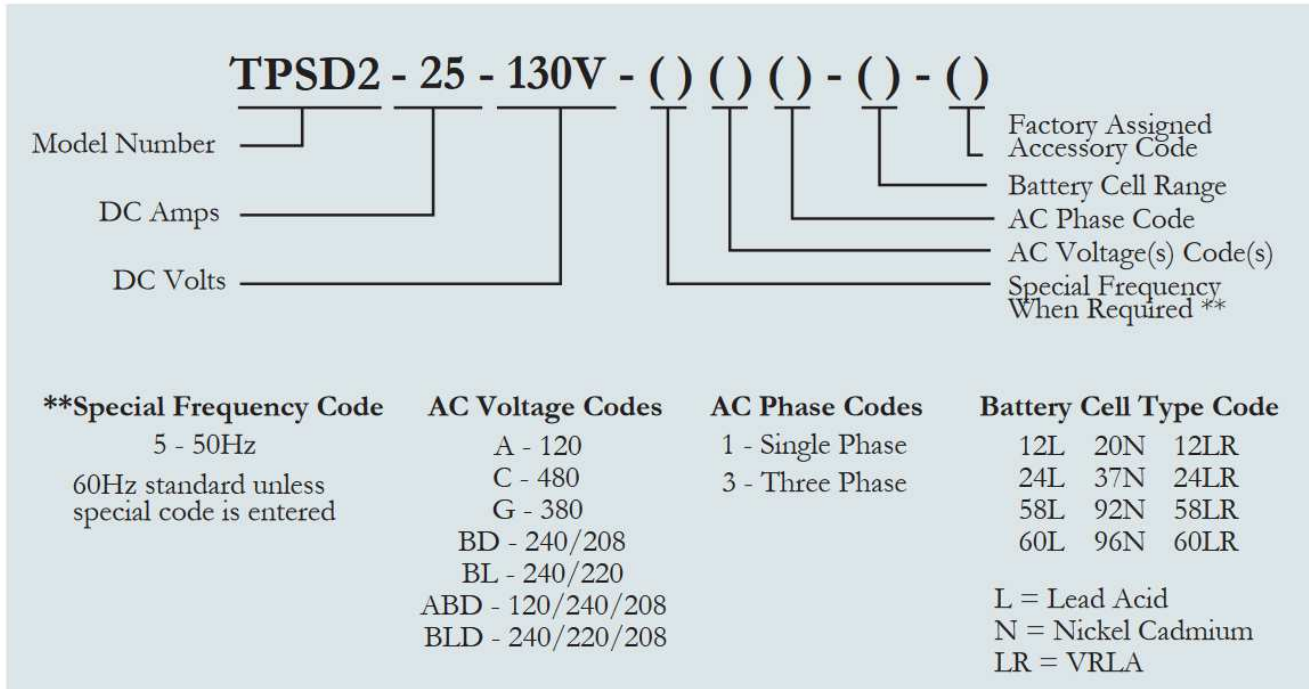 TPSD2 - 25 - 130V - ( ) ( ) ( ) - ( ) - ( )
Model Number
DC Amps
DC Volts
Factory Assigned
Accessory Code
Battery Cell Range
AC Phase Code
AC Voltage(s) Code(s)
Special Frequency
When Required **
**Special Frequency Code
5 - 50Hz
60Hz standard unless
special code is entered
AC Voltage Codes
A - 120
C - 480
G - 380
BD - 240/208
BL - 240/220
ABD - 120/240/208
BLD - 240/220/208
AC Phase Codes
1 - Single Phase
3 - Three Phase
Battery Cell Type Code
12L 20N 12LR
24L 37N 24LR
58L 92N 58LR
60L 96N 60LR
L = Lead Acid
N = Nickel Cadmium
LR = VRLA